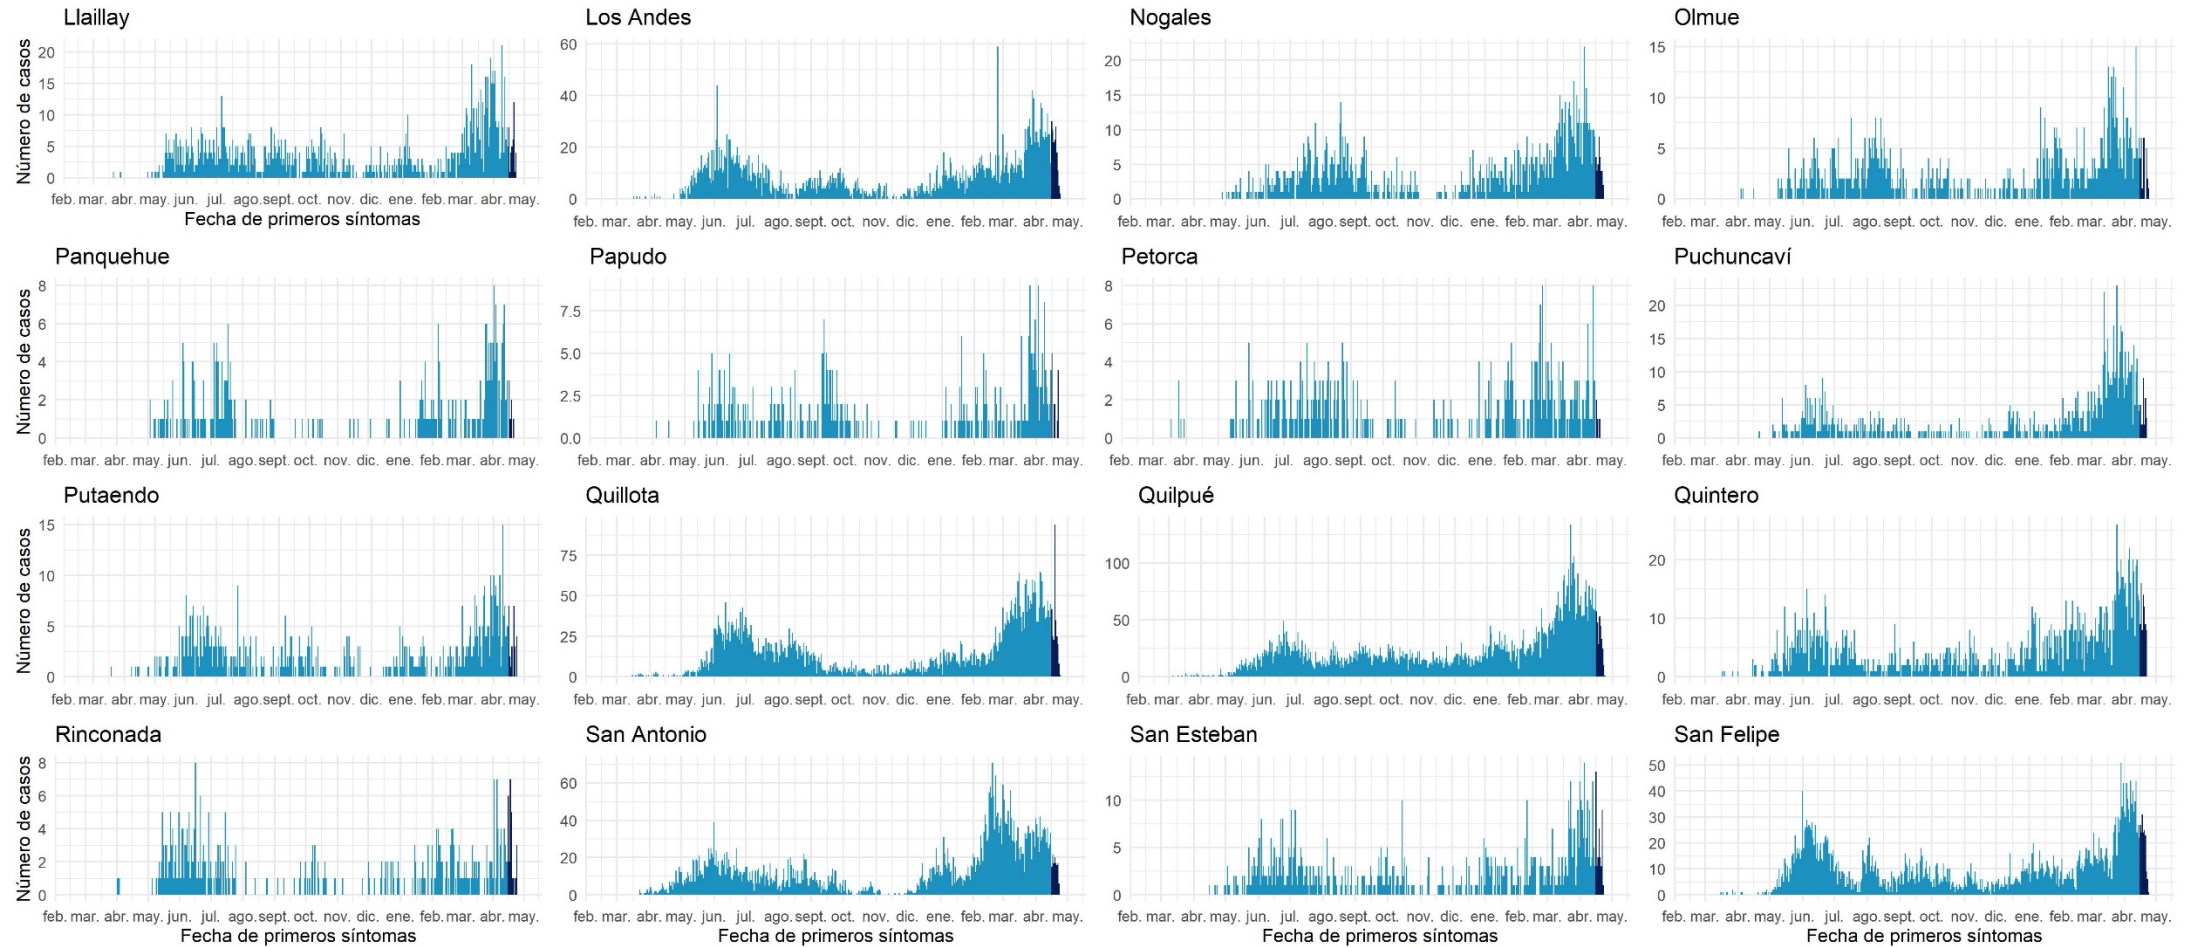 Llaillay
Número de casos
20
15
10
5
0
feb. mar. abr. may. jun. jul. ago. sept. oct. nov. dic. ene. feb. mar. abr. may.
Fecha de primeros síntomas
Los Andes
60
40
20
0
feb. mar. abr. may. jun. jul. ago. sept. oct. nov. dic. ene. feb. mar. abr. may.
Nogales
20
15
10
5
0
feb. mar. abr. may. jun. jul. ago. sept. oct. nov. dic. ene. feb. mar. abr. may.
Olmue
15
10
5
0
feb. mar. abr. may. jun. jul. ago. sept. oct. nov. dic. ene. feb. mar. abr. may.
Panquehue
Número de casos
8
6
4
2
0
feb. mar. abr. may. jun. jul. ago. sept. oct. nov. dic. ene. feb. mar. abr. may.
Papudo
7.5
5.0
2.5
0.0
feb. mar. abr. may. jun. jul. ago. sept. oct. nov. dic. ene. feb. mar. abr. may.
Petorca
8
6
4
2
0
feb. mar. abr. may. jun. jul. ago. sept. oct. nov. dic. ene. feb. mar. abr. may.
Puchuncaví
20
15
10
5
0
feb. mar. abr. may. jun. jul. ago. sept. oct. nov. dic. ene. feb. mar. abr. may.
Putaendo
Número de casos
15
10
5
0
feb. mar. abr. may. jun. jul. ago. sept. oct. nov. dic. ene. feb. mar. abr. may.
Quillota
75
50
25
0
feb. mar. abr. may. jun. jul. ago. sept. oct. nov. dic. ene. feb. mar. abr. may.
Quilpué
100
50
0
feb. mar. abr. may. jun. jul. ago. sept. oct. nov. dic. ene. feb. mar. abr. may.
Quintero
20
10
0
feb. mar. abr. may. jun. jul. ago. sept. oct. nov. dic. ene. feb. mar. abr. may.
Rinconada
Número de casos
8
6
4
2
0
feb. mar. abr. may. jun. jul. ago. sept. oct. nov. dic. ene. feb. mar. abr. may.
Fecha de primeros síntomas
San Antonio
60
40
20
0
feb. mar. abr. may. jun. jul. ago. sept. oct. nov. dic. ene. feb. mar. abr. may.
Fecha de primeros síntomas
San Esteban
10
5
0
feb. mar. abr. may. jun. jul. ago. sept. oct. nov. dic. ene. feb. mar. abr. may.
Fecha de primeros síntomas
San Felipe
50
40
30
20
10
0
feb. mar. abr. may. jun. jul. ago. sept. oct. nov. dic. ene. feb. mar. abr. may.
Fecha de primeros síntomas